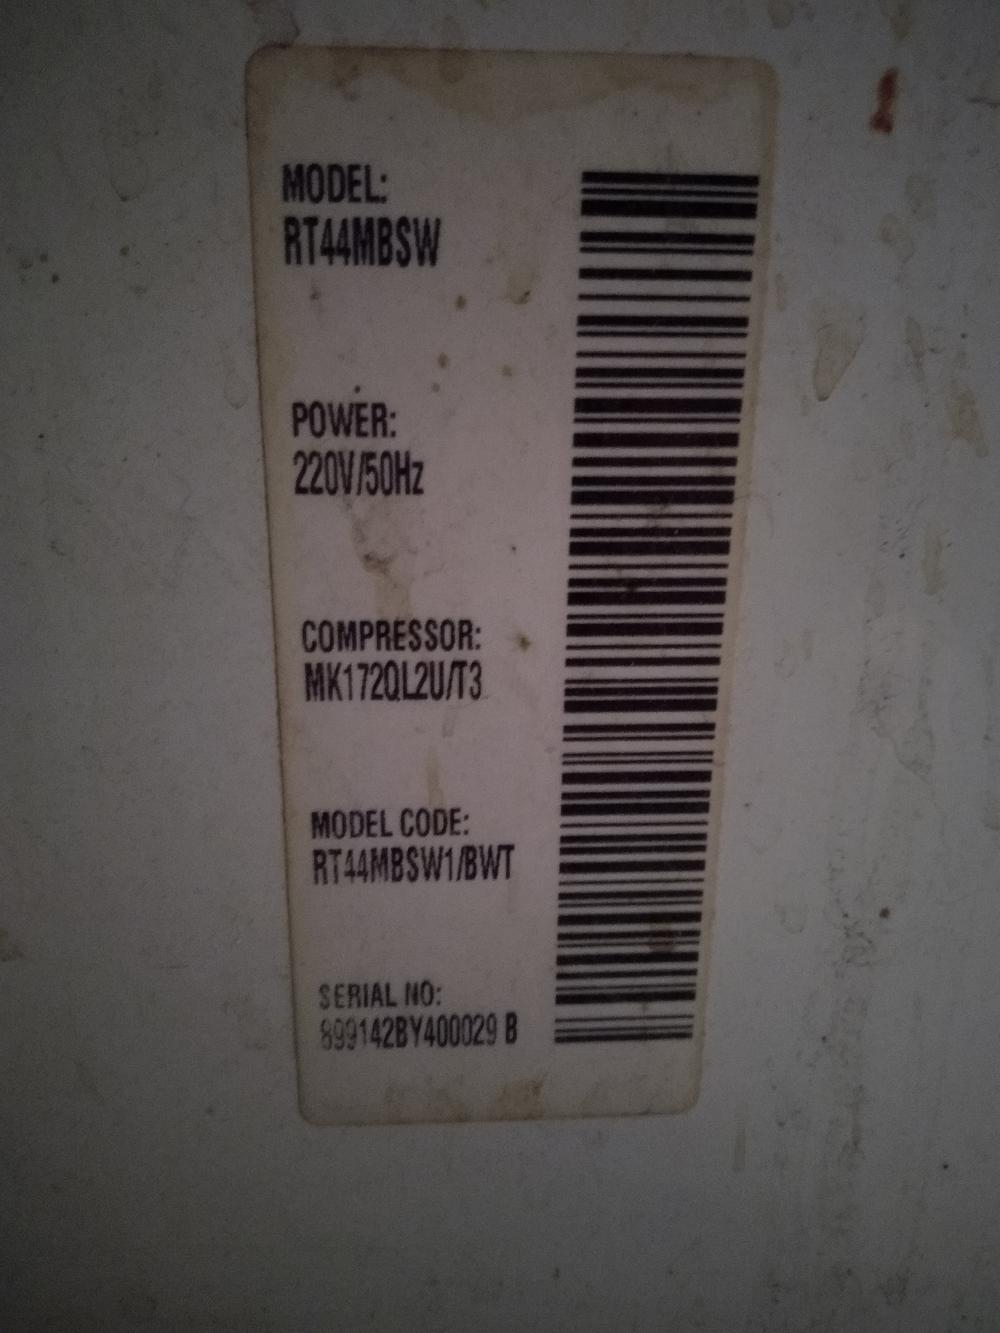 MODEL:
RT44MBSW
POWER:
220V/50Hz
COMPRESSOR:
MK172QL2U/T3
MODEL CODE:
RT44MBSW1/BWT
SERIAL NO:
899142BY400029 B